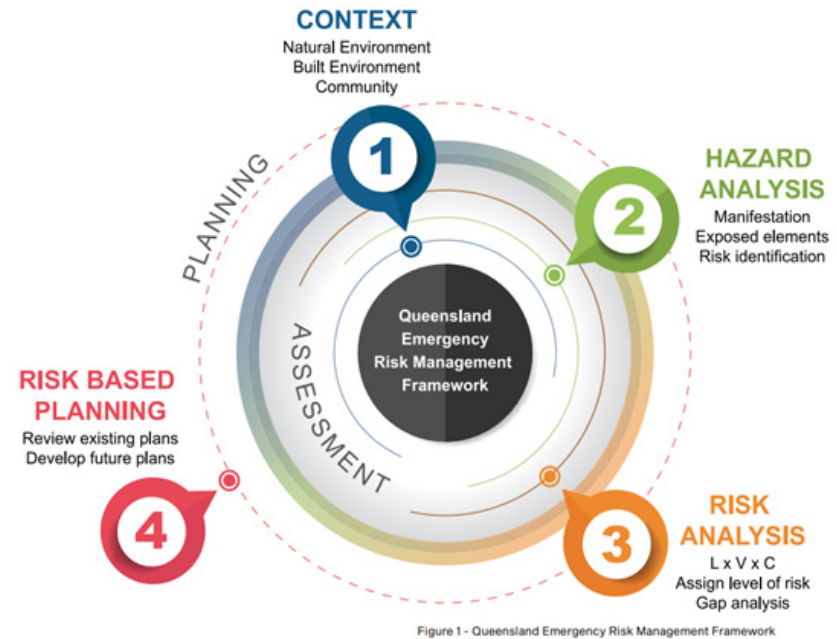 CONTEXT
Natural Environment
Built Environment
Community
1
PLANNING
HAZARD
ANALYSIS
Manifestation
Exposed elements
Risk identification
2
Queensland
Emergency
Risk Management
Framework
ASSESSMENT
RISK BASED
PLANNING
Review existing plans
Develop future plans
4
RISK
ANALYSIS
L x V x C
Assign level of risk
Gap analysis
3
Figure 1 - Queensland Emergency Risk Management Framework